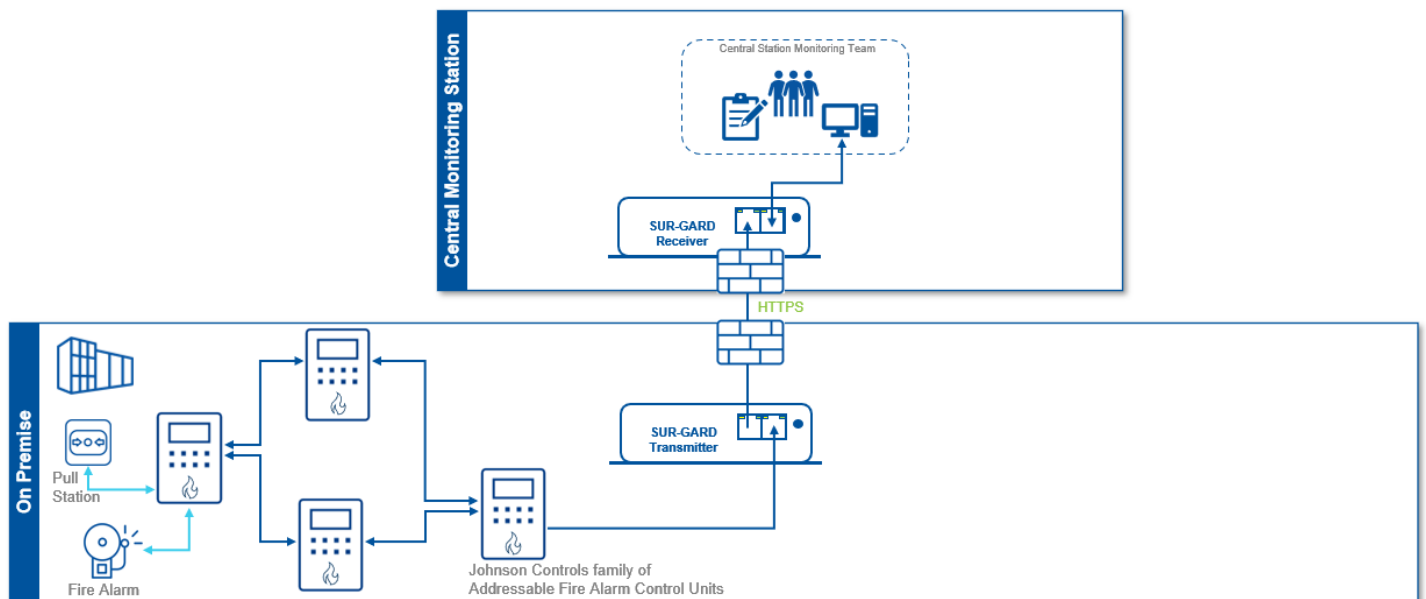 Central Monitoring Station
Central Station Monitoring Team
SUR-GARD
Receiver
HTTPS
On Premise
SUR-GARD
Transmitter
Pull
Station
Fire Alarm
Johnson Controls family of
Addressable Fire Alarm Control Units